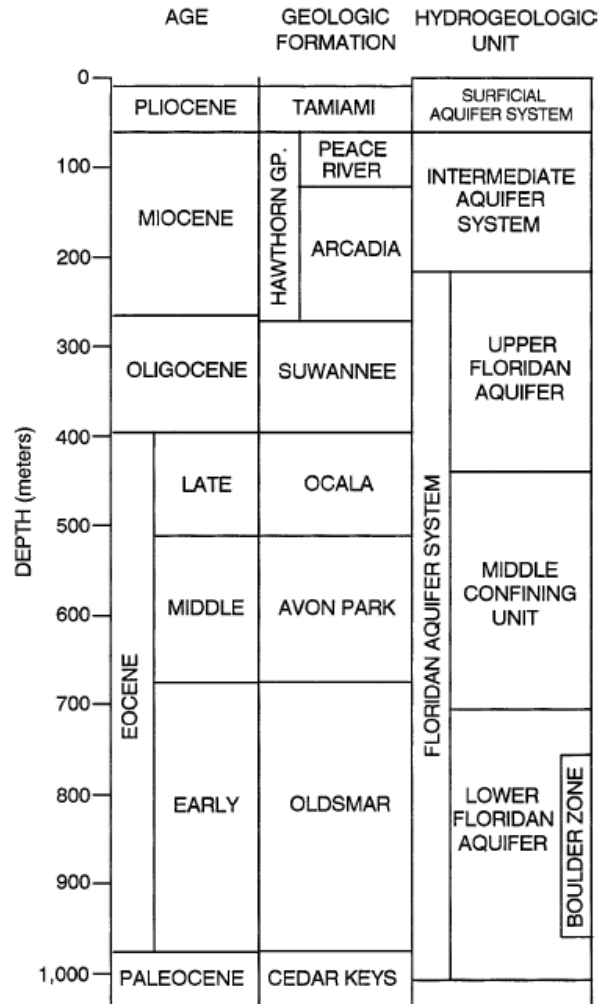 AGE
GEOLOGIC
FORMATION
HYDROGEOLOGIC
UNIT
DEPTH (meters)
0
100
200
300
400
500
600
700
800
900
1,000
PLIOCENE
MIOCENE
OLIGOCENE
EOCENE
LATE
MIDDLE
EARLY
PALEOCENE
TAMIAMI
HAWTHORN GP.
PEACE
RIVER
ARCADIA
SUWANNEE
OCALA
AVON PARK
OLDSMAR
CEDAR KEYS
SURFICIAL
AQUIFER SYSTEM
INTERMEDIATE
AQUIFER
SYSTEM
FLORIDAN AQUIFER SYSTEM
UPPER
FLORIDAN
AQUIFER
MIDDLE
CONFINING
UNIT
LOWER
FLORIDAN
AQUIFER
BOULDER ZONE